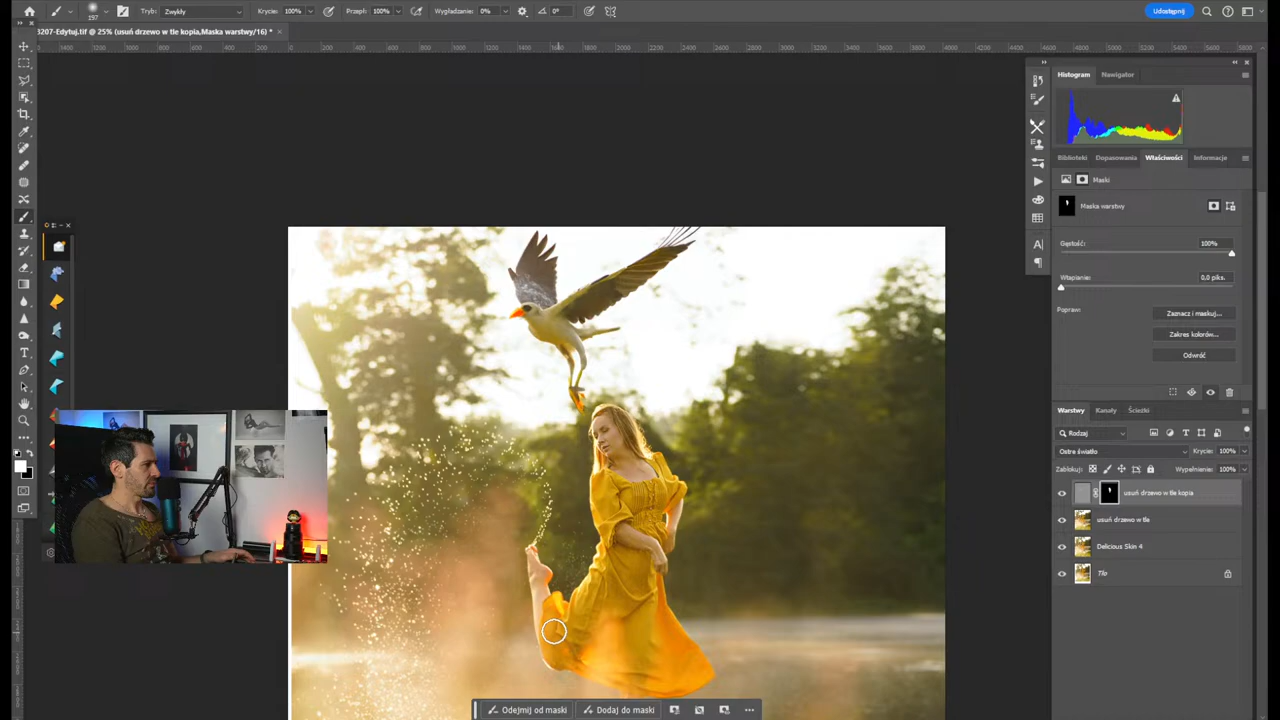 197
Tryb:
Zwykły
Krycie: 100%
Przepł: 100%
Wygładzanie: 0%
0°
Udostępnij
3207-Edytuj.tif @ 25% (usuń drzewo w tle kopia,Maska warstwy/16) *
Histogram
Nawigator
Biblioteki
Dopasowania
Właściwości
Informacje
Maski
Maska warstwy
Gęstość:
100%
Wtapianie:
0,0 piks.
Popraw:
Zaznacz i maskuj...
Zakres kolorów...
Odwróć
Warstwy
Kanały
Ścieżki
Rodzaj
Ostre światło
Krycie: 100%
Zablokuj:
Wypełnienie: 100%
usuń drzewo w tle kopia
usuń drzewo w tle
Delicious Skin 4
Tło
Odejmij od maski
Dodaj do maski